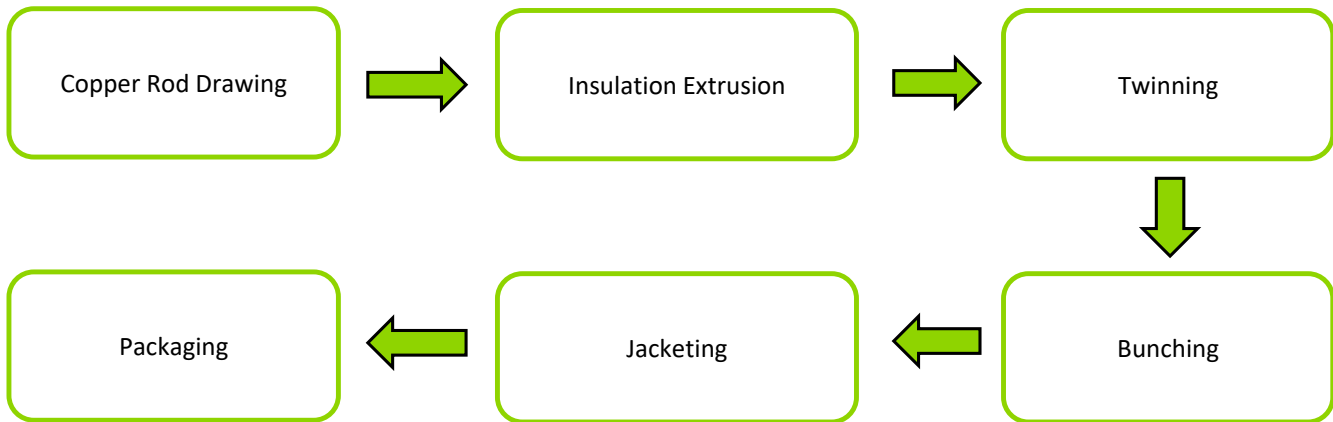 Copper Rod Drawing
Insulation Extrusion
Twinning
Bunching
Jacketing
Packaging